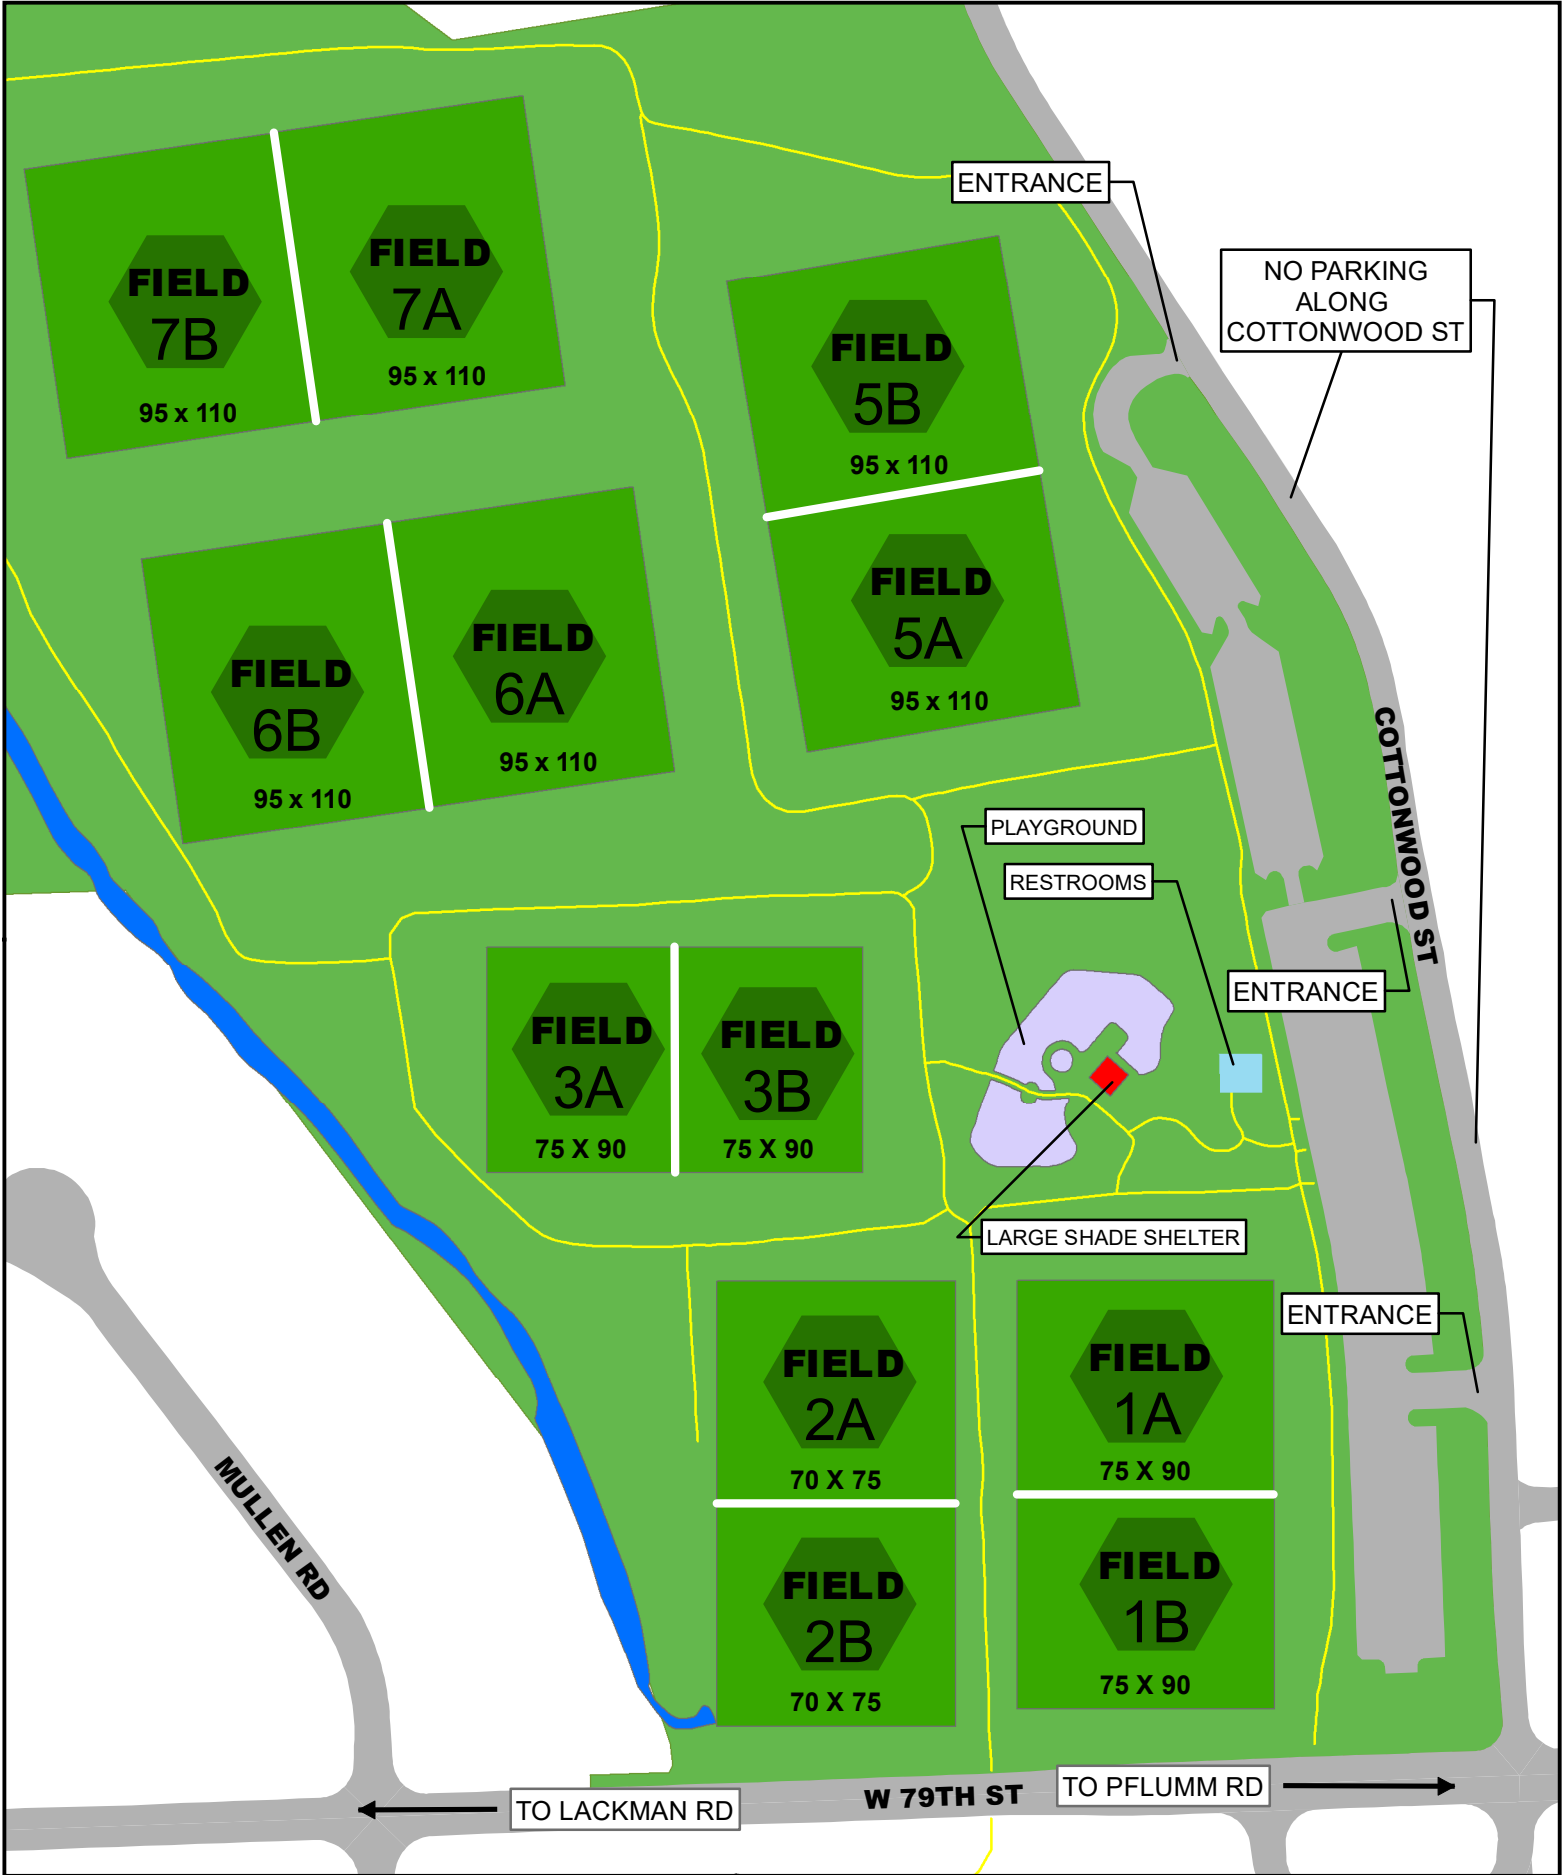 ENTRANCE
NO PARKING
ALONG
COTTONWOOD ST
FIELD
7B
95 x 110
FIELD
7A
95 x 110
FIELD
5B
95 x 110
FIELD
5A
95 x 110
FIELD
6B
95 x 110
FIELD
6A
95 x 110
COTTONWOOD ST
PLAYGROUND
RESTROOMS
ENTRANCE
FIELD
3A
75 X 90
FIELD
3B
75 X 90
LARGE SHADE SHELTER
ENTRANCE
FIELD
2A
70 X 75
FIELD
1A
75 X 90
FIELD
2B
70 X 75
FIELD
1B
75 X 90
MULLEN RD
TO LACKMAN RD
W 79TH ST
TO PFLUMM RD